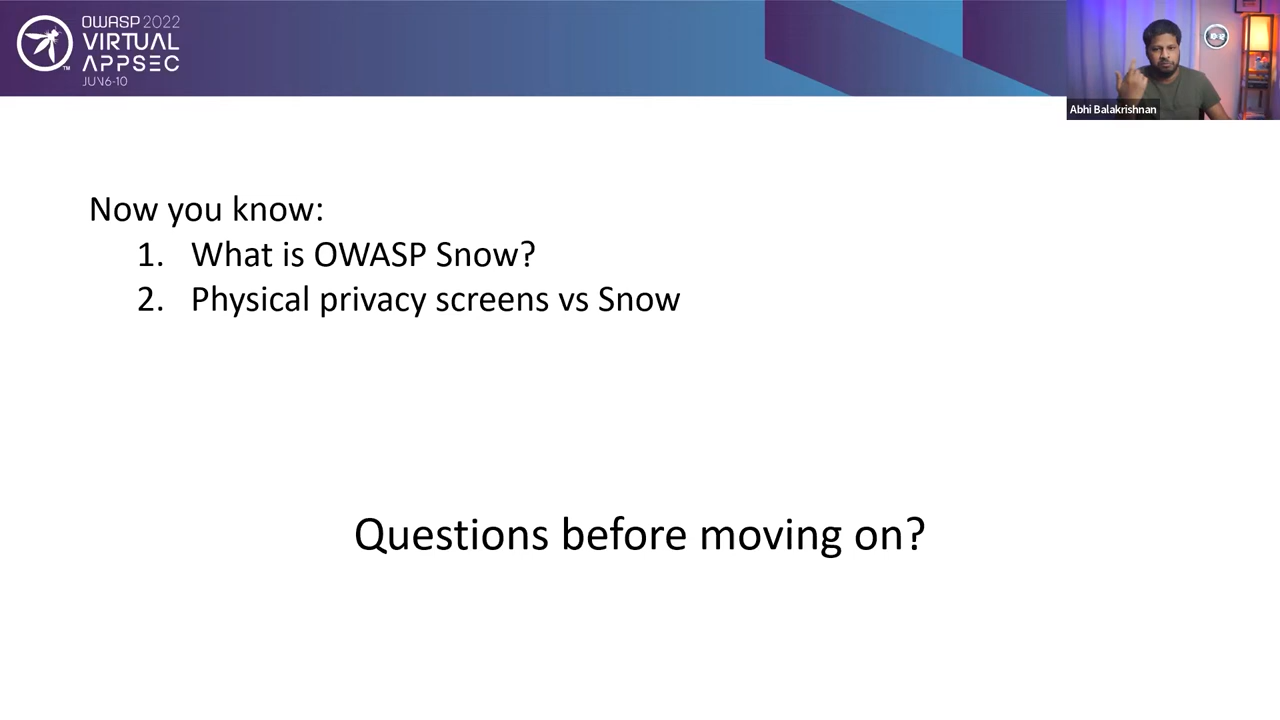 OWASP 2022
VIRTUAL
APPSEC
JUN 6-10
TM
Abhi Balakrishnan
Now you know:
1. What is OWASP Snow?
2. Physical privacy screens vs Snow
Questions before moving on?